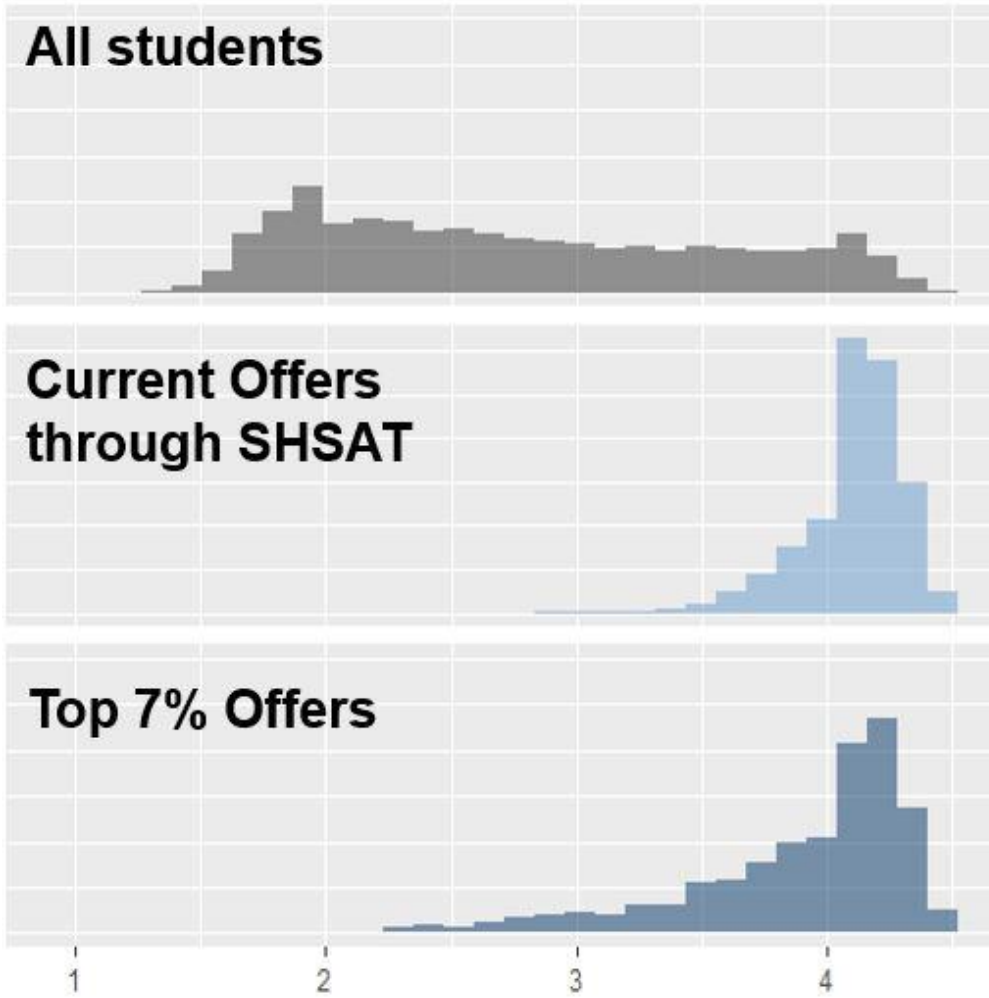 All students
Current Offers
through SHSAT
Top 7% Offers
1 2 3 4